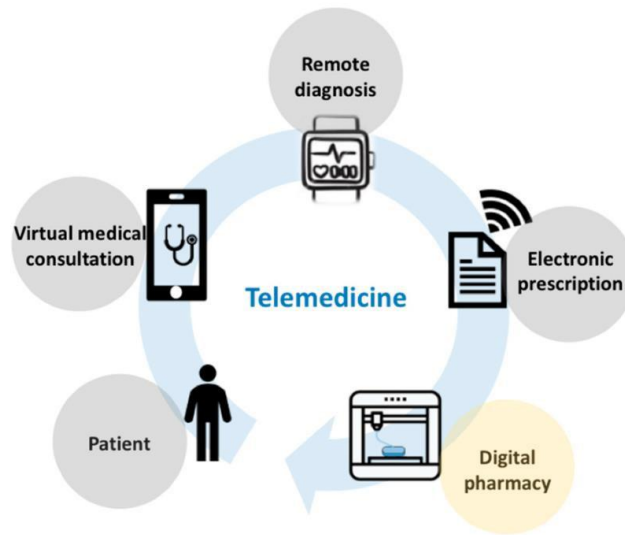 Remote
diagnosis
Virtual medical
consultation
Electronic
prescription
Telemedicine
Patient
Digital
pharmacy